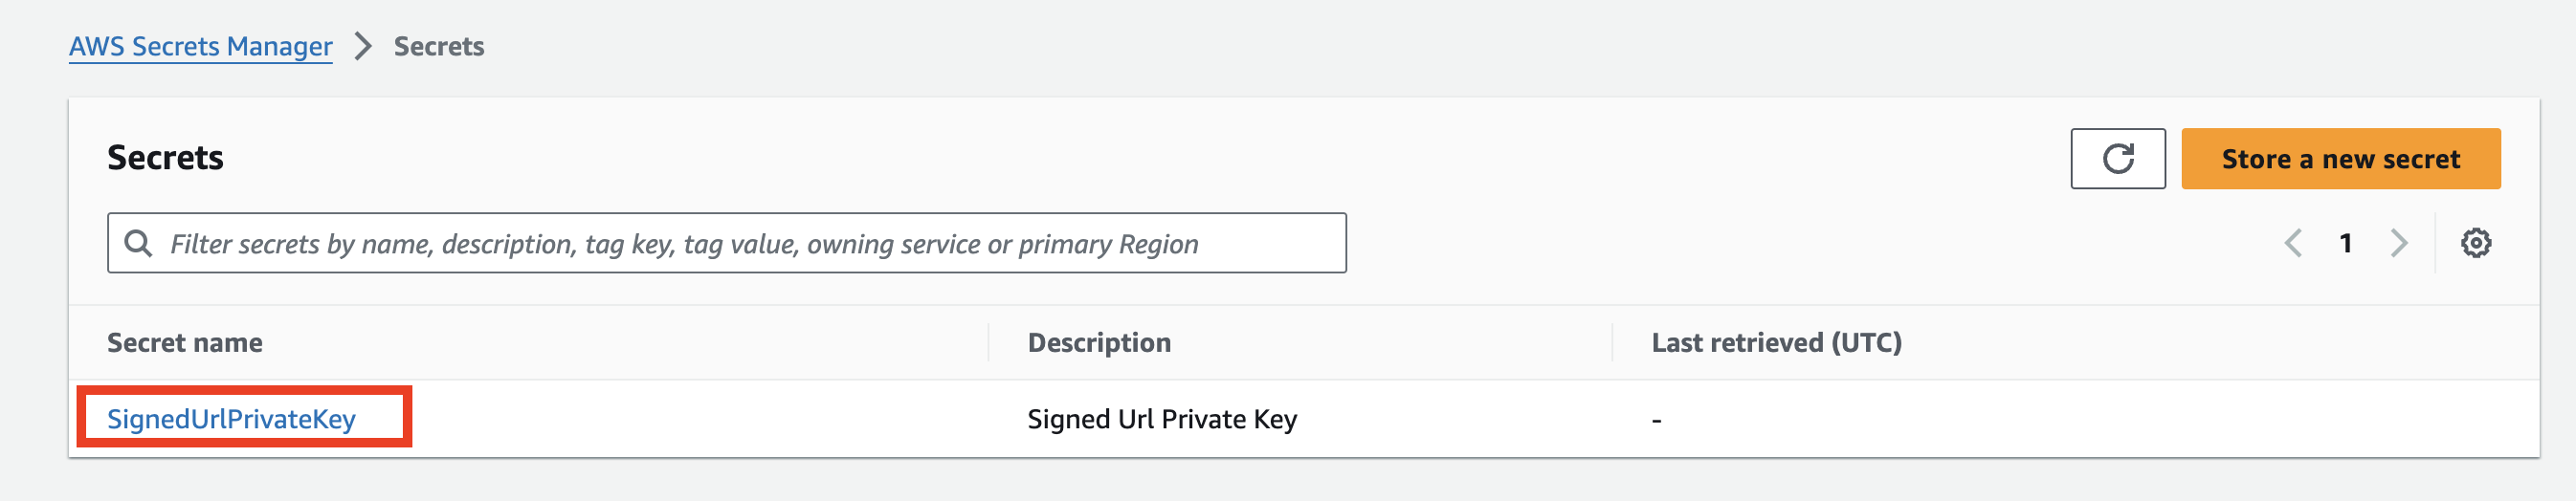 AWS Secrets Manager > Secrets
Secrets
Store a new secret
Filter secrets by name, description, tag key, tag value, owning service or primary Region
1
Secret name Description Last retrieved (UTC)
SignedUrlPrivateKey Signed Url Private Key -